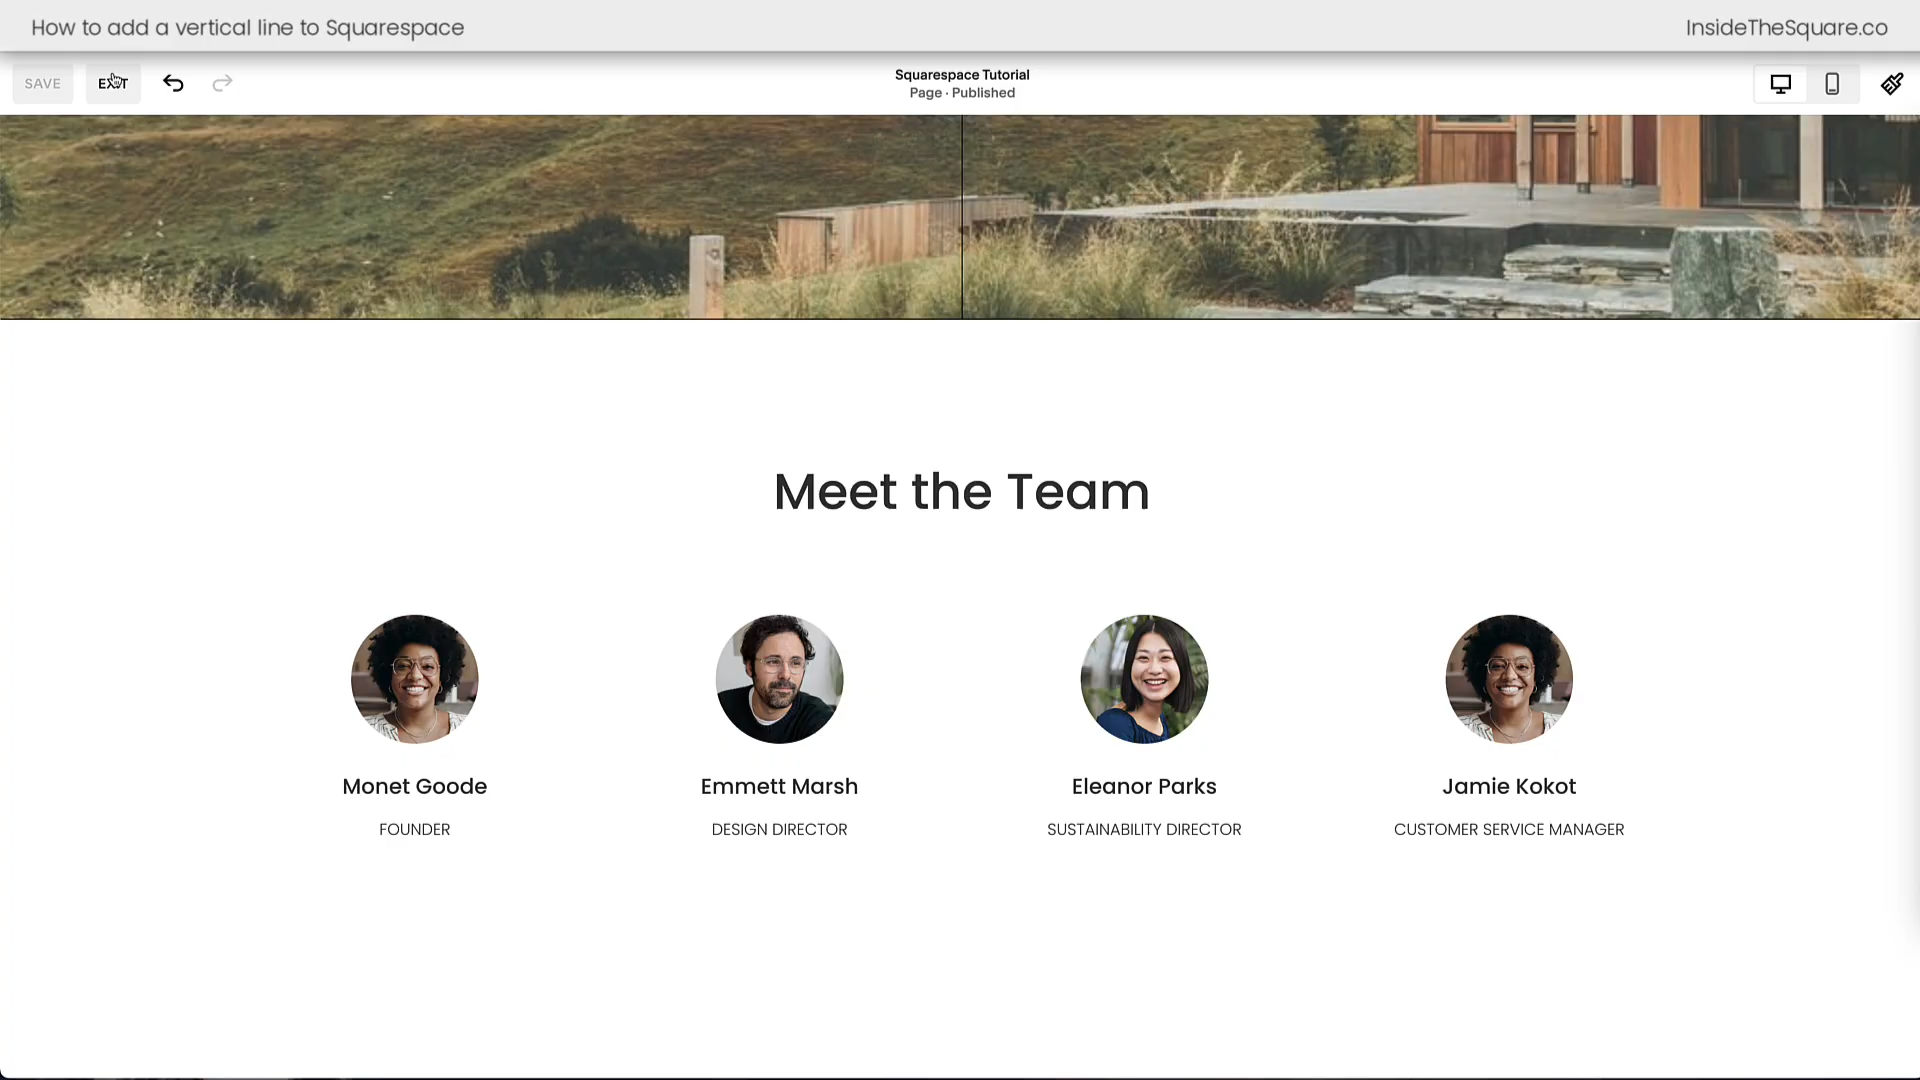 How to add a vertical line to Squarespace
InsideTheSquare.co
SAVE
EXIT
Squarespace Tutorial
Page · Published
Meet the Team
Monet Goode
Emmett Marsh
Eleanor Parks
Jamie Kokot
FOUNDER
DESIGN DIRECTOR
SUSTAINABILITY DIRECTOR
CUSTOMER SERVICE MANAGER